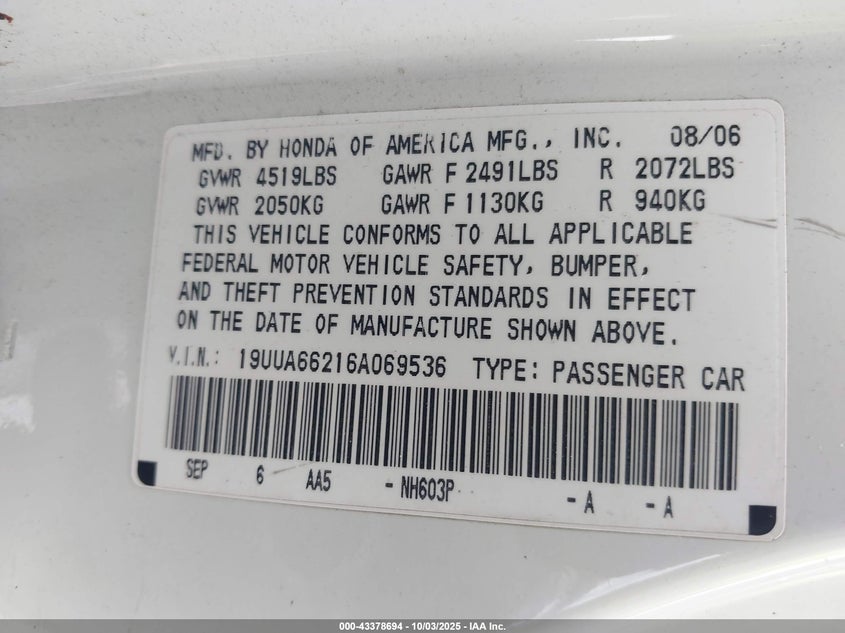 MFD. BY HONDA OF AMERICA MFG., INC. 08/06
GVWR 4519LBS GAWR F 2491LBS R 2072LBS
GVWR 2050KG GAWR F 1130KG R 940KG
THIS VEHICLE CONFORMS TO ALL APPLICABLE
FEDERAL MOTOR VEHICLE SAFETY, BUMPER,
AND THEFT PREVENTION STANDARDS IN EFFECT
ON THE DATE OF MANUFACTURE SHOWN ABOVE.
V.I.N.: 19UUA66216A069536 TYPE: PASSENGER CAR
SEP 6 AA5 - NH603P - A - A
000-43378694 - 10/03/2025 - IAA Inc.